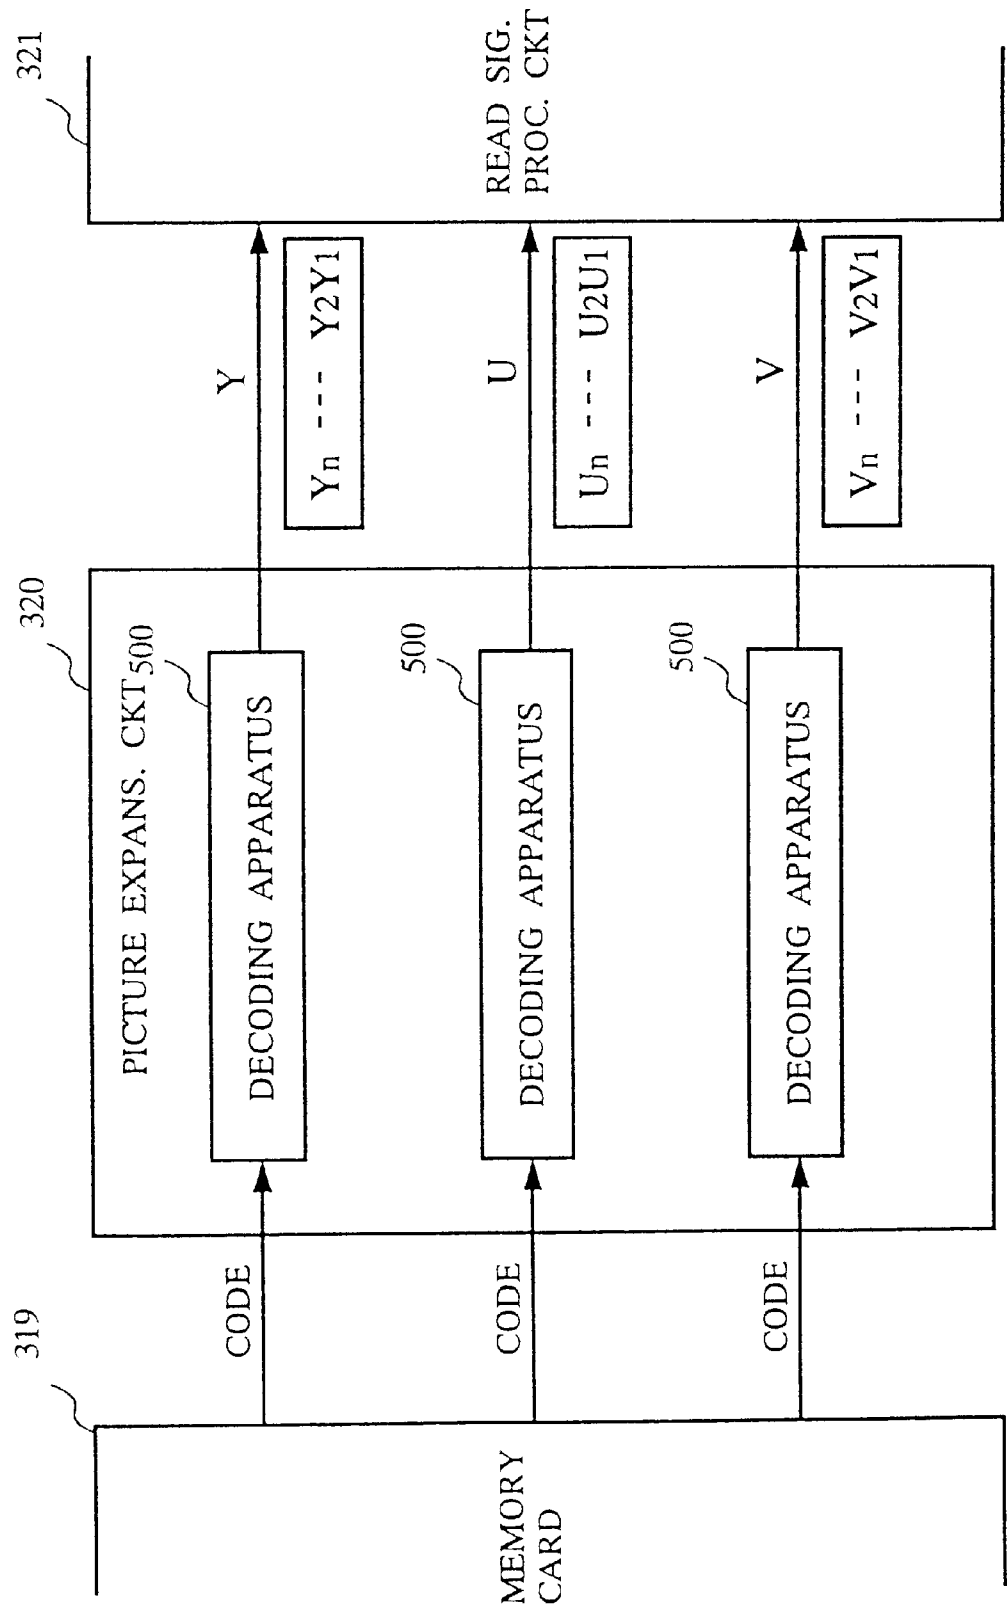 319
320
321
MEMORY
CARD
CODE
CODE
CODE
PICTURE EXPANS. CKT
500
DECODING APPARATUS
500
DECODING APPARATUS
500
DECODING APPARATUS
Y
Yn --- Y2Y1
U
Un --- U2U1
V
Vn --- V2V1
READ SIG.
PROC. CKT